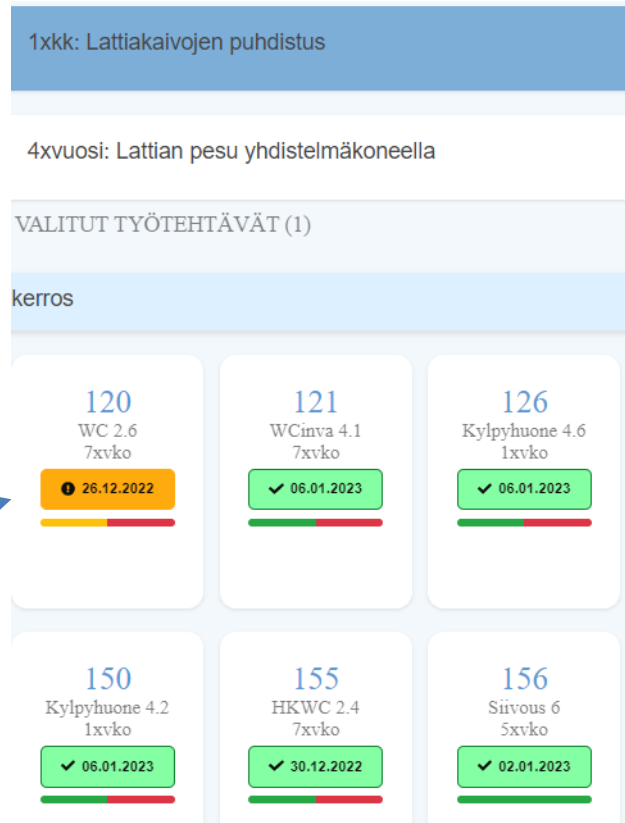 1xkk: Lattiakaivojen puhdistus
4xvuosi: Lattian pesu yhdistelmäkoneella
VALITUT TYÖTEHTÄVÄT (1)
kerros
120
WC 2.6
7xvko
26.12.2022
121
WCinva 4.1
7xvko
06.01.2023
126
Kylpyhuone 4.6
1xvko
06.01.2023
150
Kylpyhuone 4.2
1xvko
06.01.2023
155
HKWC 2.4
7xvko
30.12.2022
156
Siivous 6
5xvko
02.01.2023